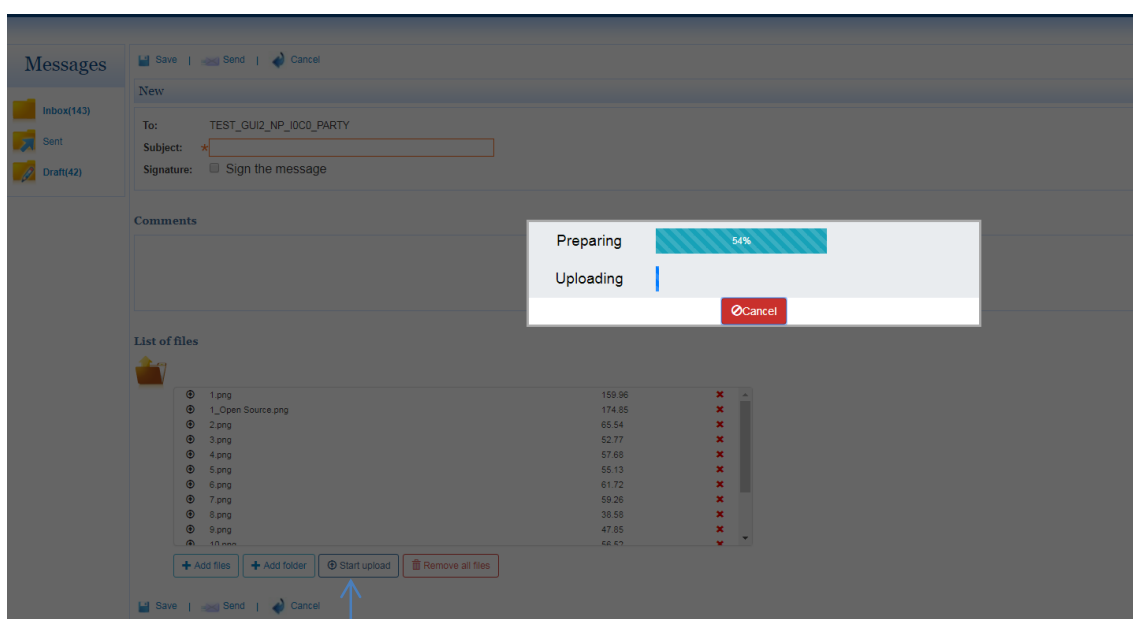 Messages
Inbox(143)
Sent
Draft(42)
Save | Send | Cancel
New
To: TEST_GUI2_NP_I0C0_PARTY
Subject: *
Signature: Sign the message
Comments
Preparing 54%
Uploading
Cancel
List of files
1.png 159.96
1_Open Source.png 174.85
2.png 65.54
3.png 52.77
4.png 57.68
5.png 55.13
6.png 61.72
7.png 59.26
8.png 38.58
9.png 47.85
10.png 56.57
Add files Add folder Start upload Remove all files
Save | Send | Cancel